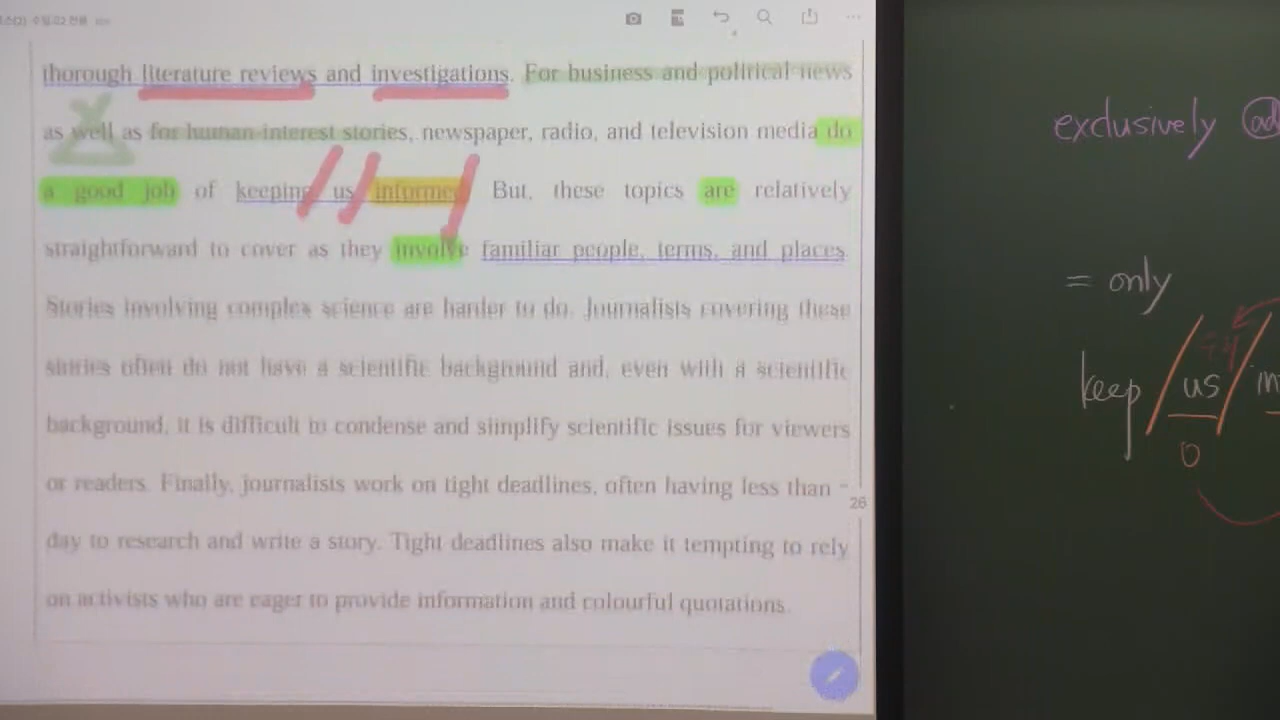 thorough literature reviews and investigations. For business and political news
as well as for human-interest stories, newspaper, radio, and television media do
a good job of keeping us informed. But, these topics are relatively
straightforward to cover as they involve familiar people, terms, and places.
Stories involving complex science are harder to do. Journalists covering these
stories often do not have a scientific background and, even with a scientific
background, it is difficult to condense and simplify scientific issues for viewers
or readers. Finally, journalists work on tight deadlines, often having less than
day to research and write a story. Tight deadlines also make it tempting to rely
on activists who are eager to provide information and colourful quotations.
26
exclusively ad
= only
keep / us / in
O